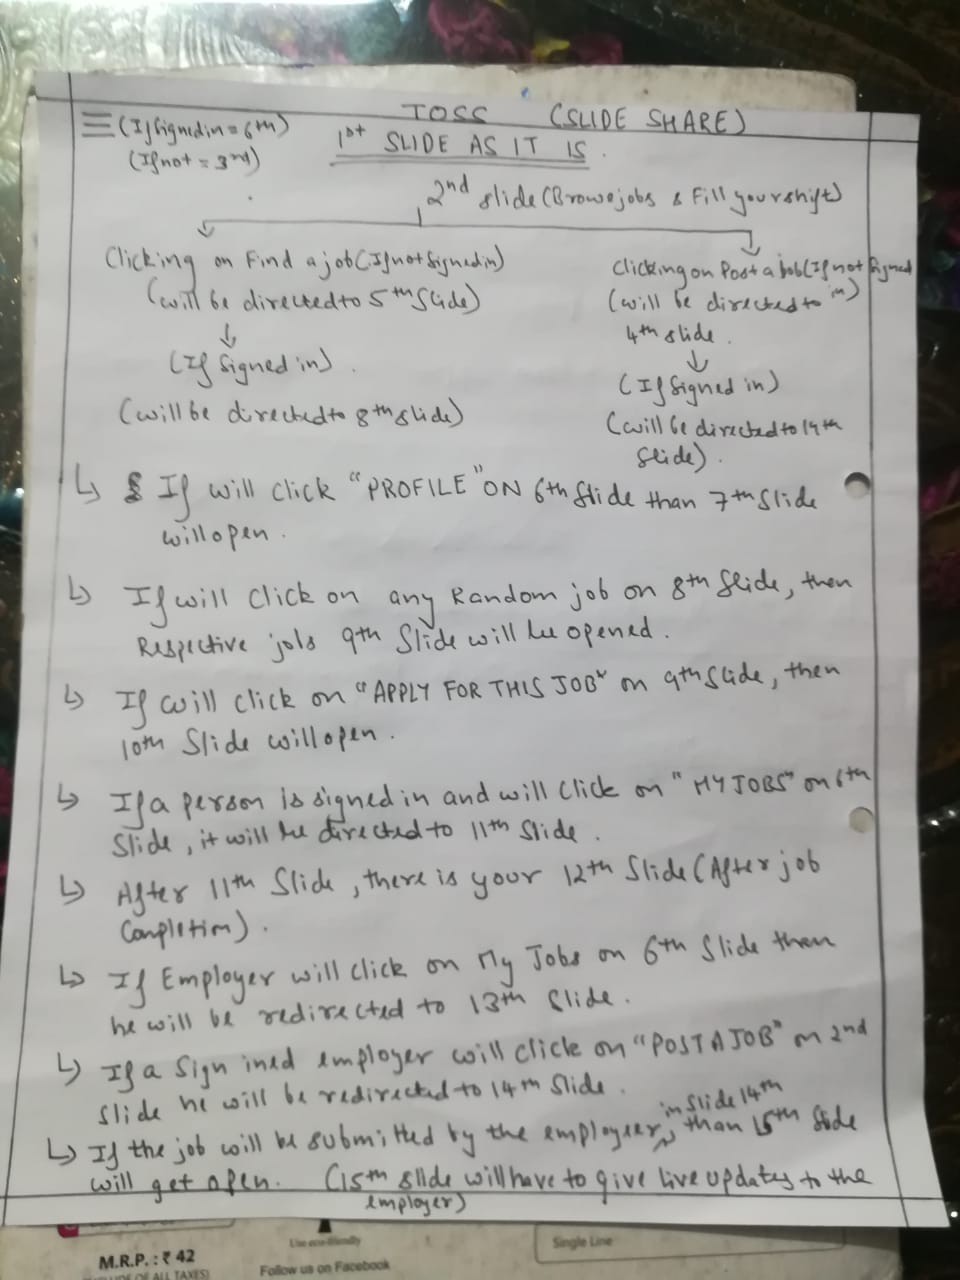 TOSS (SLIDE SHARE)
☰ (If Signed in = 6th)
(If not = 3rd)
1st SLIDE AS IT IS.
2nd slide (Browse jobs & Fill your shift)
Clicking on Find a job (If not Signed in)
(will be directed to 5th Slide)
↓
(If Signed in).
(will be directed to 8th slide)
Clicking on Post a job (If not Signed in)
(will be directed to
4th slide.
↓
(If Signed in)
(will be directed to 14th
Slide).
↳ If will click "PROFILE" ON 6th Slide than 7th Slide
will open.
↳ If will click on any Random job on 8th Slide, then
Respective jobs 9th Slide will be opened.
↳ If will click on "APPLY FOR THIS JOB" on 9th Slide, then
10th Slide will open.
↳ If a person is signed in and will click on "MY JOBS" on 6th
Slide, it will be directed to 11th Slide.
↳ After 11th Slide, there is your 12th Slide (After job
Completion).
↳ If Employer will click on My Jobs on 6th Slide then
he will be redirected to 13th Slide.
↳ If a Sign ined employer will click on "POST A JOB" on 2nd
slide he will be redirected to 14th Slide.
↳ If the job will be submitted by the employeer, in slide 14th than 15th Slide
will get open. (15th slide will have to give live updates to the
employer)
M.R.P. : ₹ 42
OF ALL TAXES)
Use eco-friendly
Follow us on Facebook
Single Line